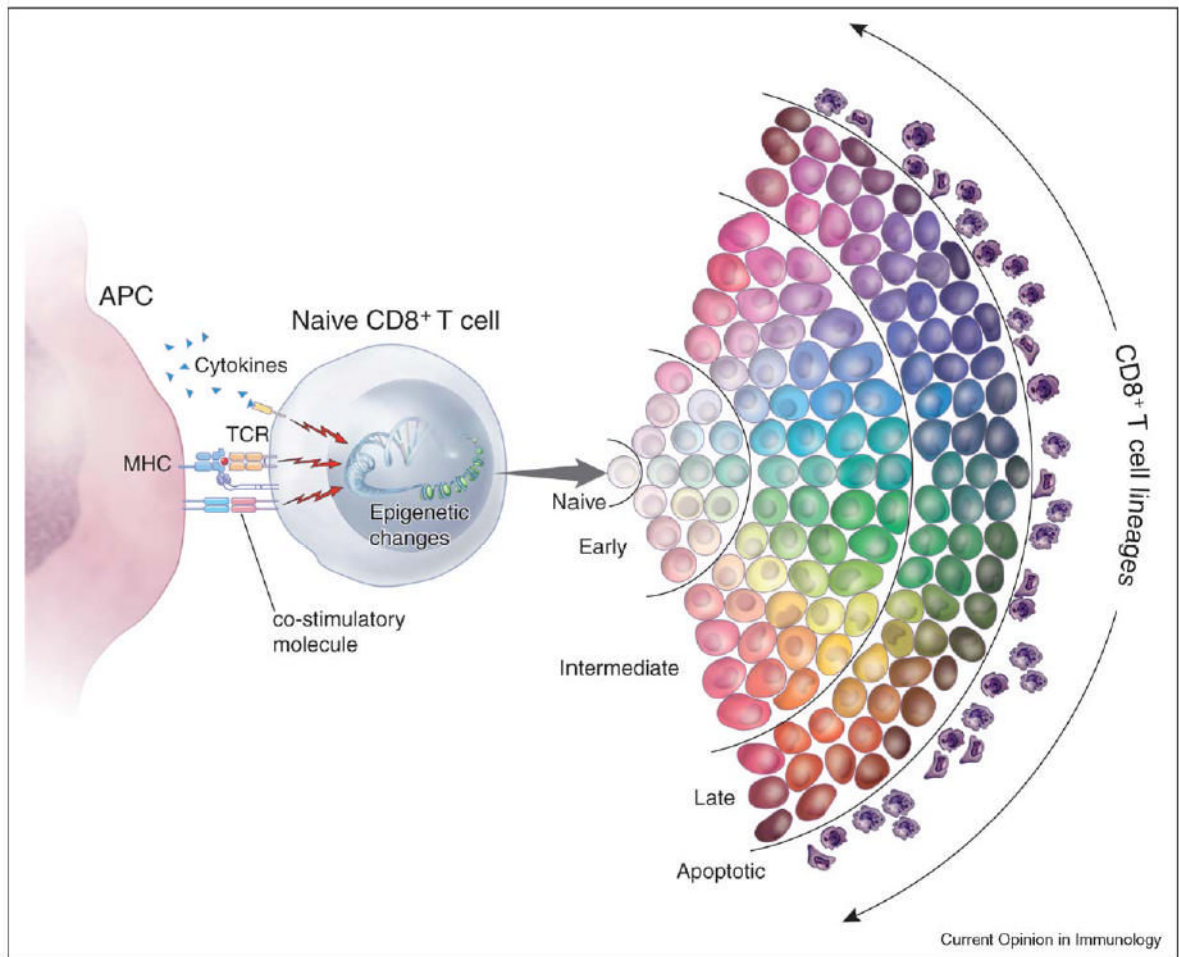 APC
Naive CD8⁺ T cell
Cytokines
TCR
MHC
Epigenetic
changes
co-stimulatory
molecule
Naive
Early
Intermediate
Late
Apoptotic
CD8⁺ T cell lineages
Current Opinion in Immunology